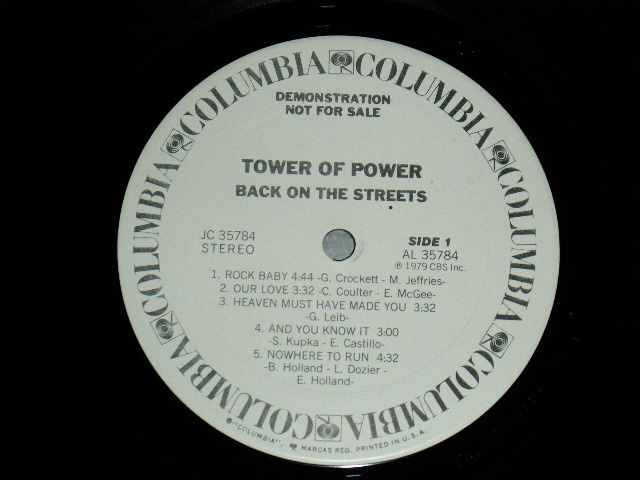 COLUMBIA COLUMBIA COLUMBIA COLUMBIA COLUMBIA COLUMBIA COLUMBIA COLUMBIA
DEMONSTRATION
NOT FOR SALE
TOWER OF POWER
BACK ON THE STREETS
JC 35784
STEREO
SIDE 1
AL 35784
℗ 1979 CBS Inc.
1. ROCK BABY 4:44 -G. Crockett - M. Jeffries-
2. OUR LOVE 3:32 -C. Coulter - E. McGee-
3. HEAVEN MUST HAVE MADE YOU 3:32
-G. Leib-
4. AND YOU KNOW IT 3:00
-S. Kupka - E. Castillo-
5. NOWHERE TO RUN 4:32
-B. Holland - L. Dozier -
E. Holland-
"COLUMBIA", MARCAS REG. PRINTED IN U.S.A.